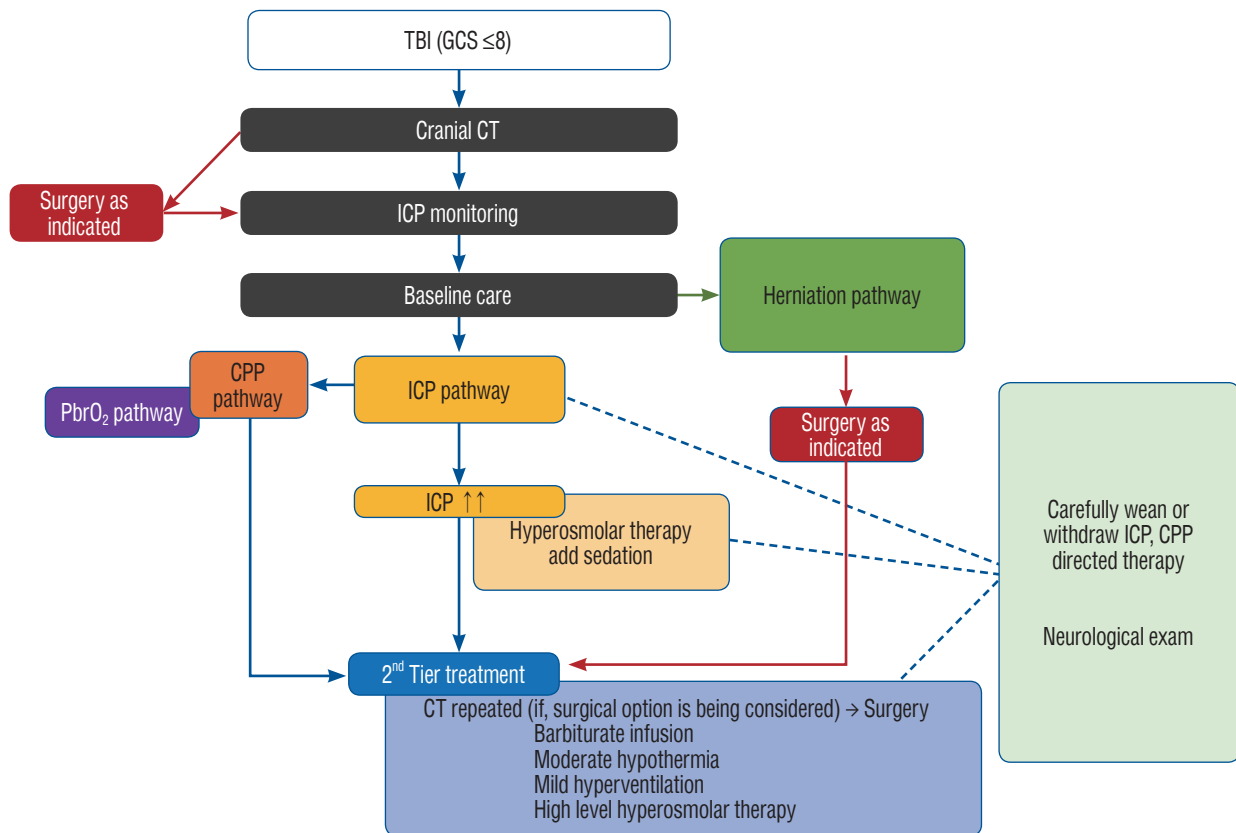 TBI (GCS ≤8)
Cranial CT
Surgery as
indicated
ICP monitoring
Baseline care
Herniation pathway
CPP
pathway
PbrO₂ pathway
ICP pathway
Surgery as
indicated
ICP ↑↑
Hyperosmolar therapy
add sedation
Carefully wean or
withdraw ICP, CPP
directed therapy
Neurological exam
2nd Tier treatment
CT repeated (if, surgical option is being considered) → Surgery
Barbiturate infusion
Moderate hypothermia
Mild hyperventilation
High level hyperosmolar therapy